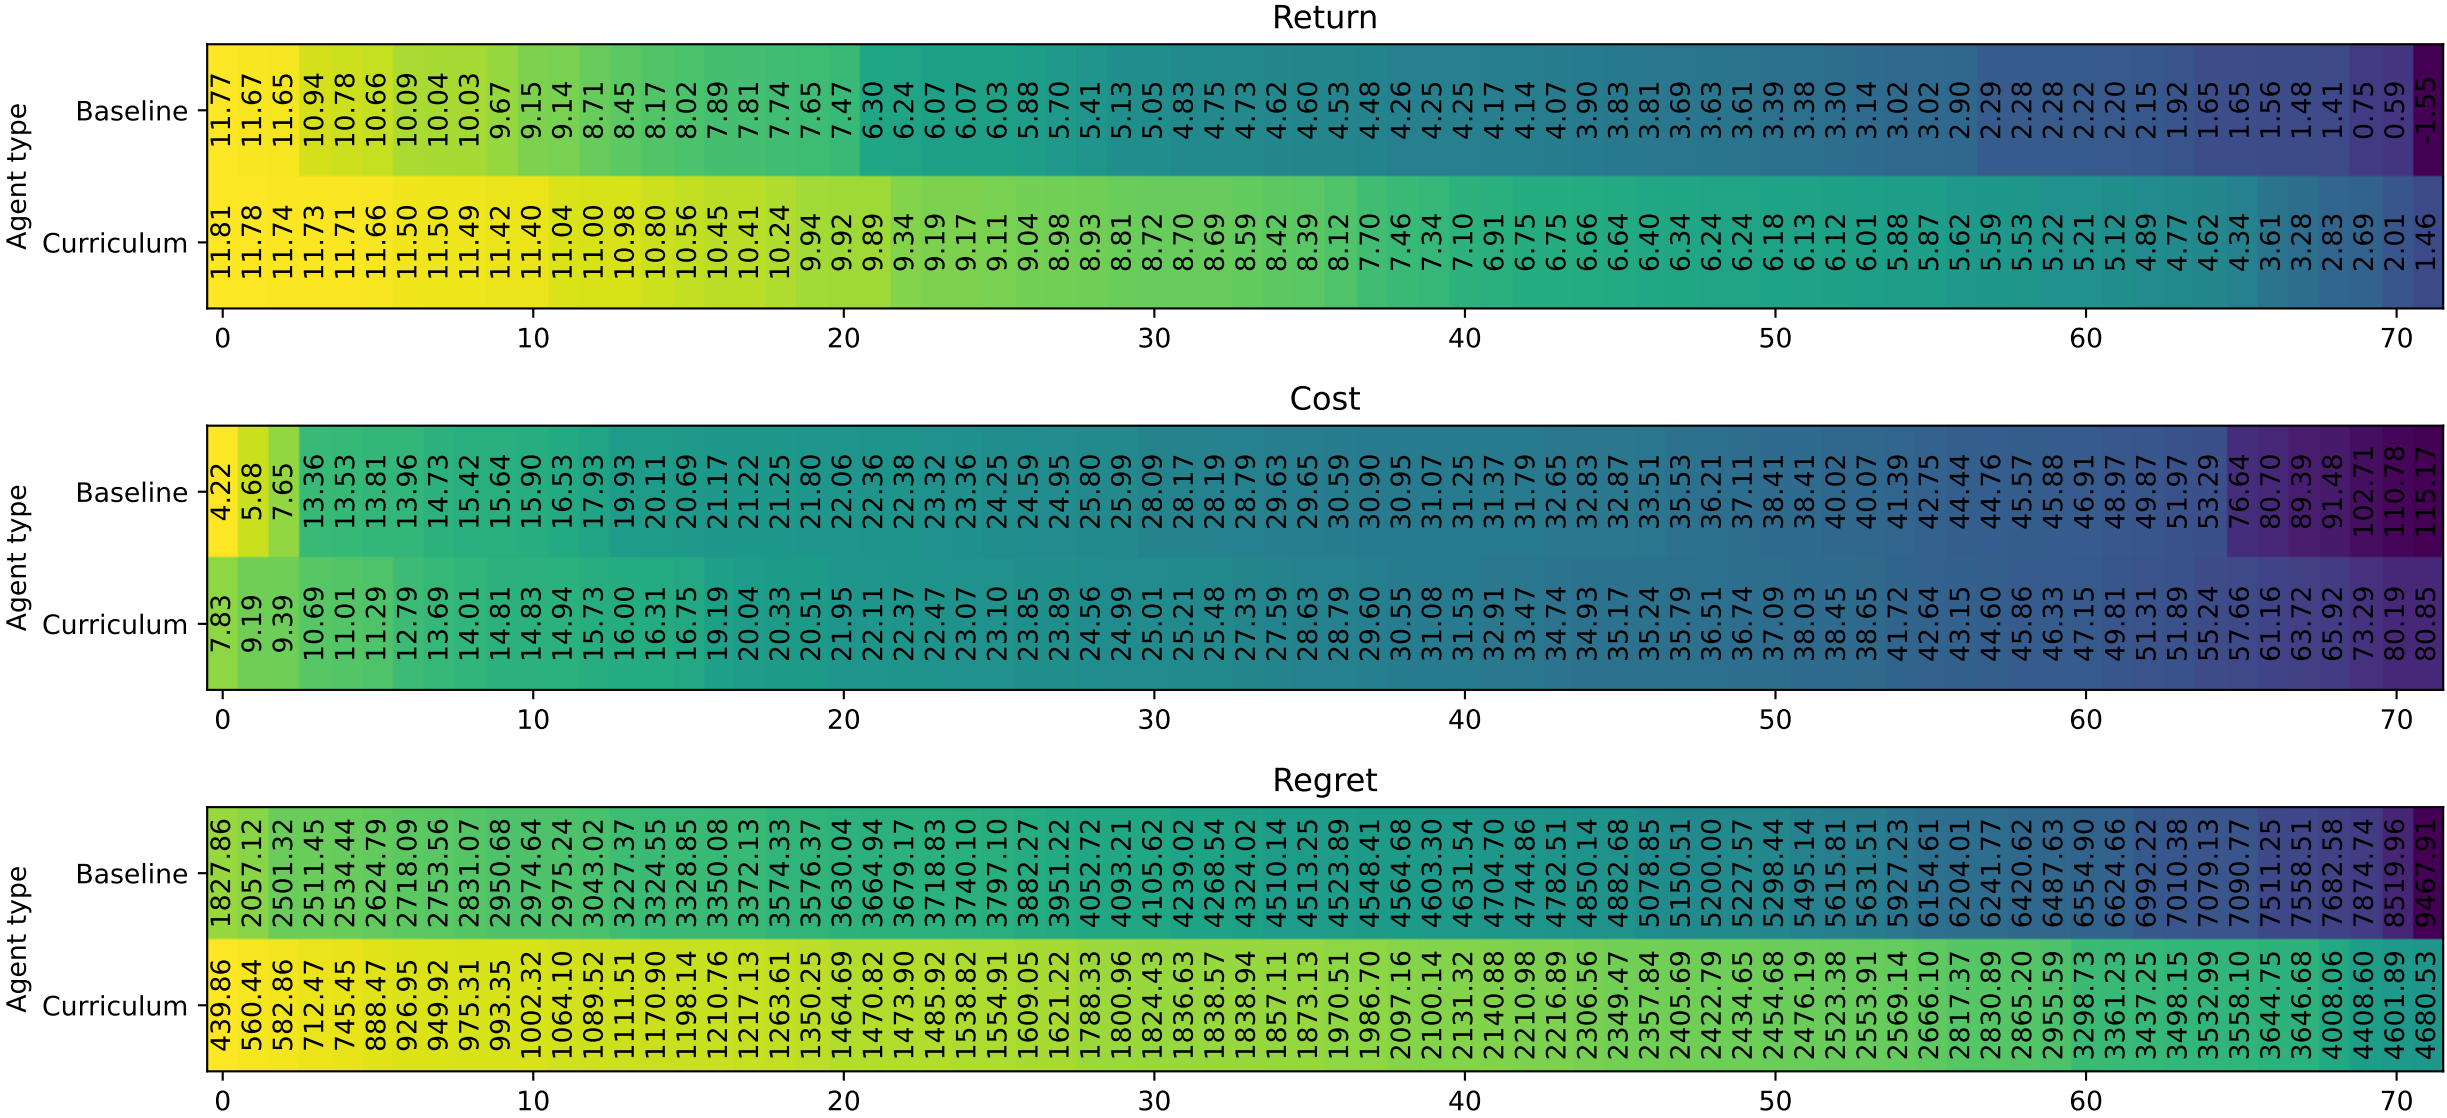 Return
Agent type
Baseline
11.77 11.67 11.65 10.94 10.78 10.66 10.09 10.04 10.03 9.67 9.15 9.14 8.71 8.45 8.17 8.02 7.89 7.81 7.74 7.65 7.47 6.30 6.24 6.07 6.07 6.03 5.88 5.70 5.41 5.13 5.05 4.83 4.75 4.73 4.62 4.60 4.53 4.48 4.26 4.25 4.25 4.17 4.14 4.07 3.90 3.83 3.81 3.69 3.63 3.61 3.39 3.38 3.30 3.14 3.02 3.02 2.90 2.29 2.28 2.28 2.22 2.20 2.15 1.92 1.65 1.65 1.56 1.48 1.41 0.75 0.59 -1.55
Curriculum
11.81 11.78 11.74 11.73 11.71 11.66 11.50 11.50 11.49 11.42 11.40 11.04 11.00 10.98 10.80 10.56 10.45 10.41 10.24 9.94 9.92 9.89 9.34 9.19 9.17 9.11 9.04 8.98 8.93 8.81 8.72 8.70 8.69 8.59 8.42 8.39 8.12 7.70 7.46 7.34 7.10 6.91 6.75 6.75 6.66 6.64 6.40 6.34 6.24 6.24 6.18 6.13 6.12 6.01 5.88 5.87 5.62 5.59 5.53 5.22 5.21 5.12 4.89 4.77 4.62 4.34 3.61 3.28 2.83 2.69 2.01 1.46
0 10 20 30 40 50 60 70
Cost
Agent type
Baseline
4.22 5.68 7.65 13.36 13.53 13.81 13.96 14.73 15.42 15.64 15.90 16.53 17.93 19.93 20.11 20.69 21.17 21.22 21.25 21.80 22.06 22.36 22.38 23.32 23.36 24.25 24.59 24.95 25.80 25.99 28.09 28.17 28.19 28.79 29.63 29.65 30.59 30.90 30.95 31.07 31.25 31.37 31.79 32.65 32.83 32.87 33.51 35.53 36.21 37.11 38.41 38.41 40.02 40.07 41.39 42.75 44.44 44.76 45.57 45.88 46.91 48.97 49.87 51.97 53.29 76.64 80.70 89.39 91.48 102.71 110.78 115.17
Curriculum
7.83 9.19 9.39 10.69 11.01 11.29 12.79 13.69 14.01 14.81 14.83 14.94 15.73 16.00 16.31 16.75 19.19 20.04 20.33 20.51 21.95 22.11 22.37 22.47 23.07 23.10 23.85 23.89 24.56 24.99 25.01 25.21 25.48 27.33 27.59 28.63 28.79 29.60 30.55 31.08 31.53 32.91 33.47 34.74 34.93 35.17 35.24 35.79 36.51 36.74 37.09 38.03 38.45 38.65 41.72 42.64 43.15 44.60 45.86 46.33 47.15 49.81 51.31 51.89 55.24 57.66 61.16 63.72 65.92 73.29 80.19 80.85
0 10 20 30 40 50 60 70
Regret
Agent type
Baseline
1827.86 2057.12 2501.32 2511.45 2534.44 2624.79 2718.09 2753.56 2831.07 2950.68 2974.64 2975.24 3043.02 3227.37 3324.55 3328.85 3350.08 3372.13 3574.33 3576.37 3630.04 3664.94 3679.17 3718.83 3740.10 3797.10 3882.27 3951.22 4052.72 4093.21 4105.62 4239.02 4268.54 4324.02 4510.14 4513.25 4523.89 4548.41 4564.68 4603.30 4631.54 4704.70 4744.86 4782.51 4850.14 4882.68 5078.85 5150.51 5200.00 5227.57 5298.44 5495.14 5615.81 5631.51 5927.23 6154.61 6204.01 6241.77 6420.62 6487.63 6554.90 6624.66 6992.22 7010.38 7079.13 7090.77 7511.25 7558.51 7682.58 7874.74 8519.96 9467.91
Curriculum
439.86 560.44 582.86 712.47 745.45 888.47 926.95 949.92 975.31 993.35 1002.32 1064.10 1089.52 1111.51 1170.90 1198.14 1210.76 1217.13 1263.61 1350.25 1464.69 1470.82 1473.90 1485.92 1538.82 1554.91 1609.05 1621.22 1788.33 1800.96 1824.43 1836.63 1838.57 1838.94 1857.11 1873.13 1970.51 1986.70 2097.16 2100.14 2131.32 2140.88 2210.98 2216.89 2306.56 2349.47 2357.84 2405.69 2422.79 2434.65 2454.68 2476.19 2523.38 2553.91 2569.14 2666.10 2817.37 2830.89 2865.20 2955.59 3298.73 3361.23 3437.25 3498.15 3532.99 3558.10 3644.75 3646.68 4008.06 4408.60 4601.89 4680.53
0 10 20 30 40 50 60 70